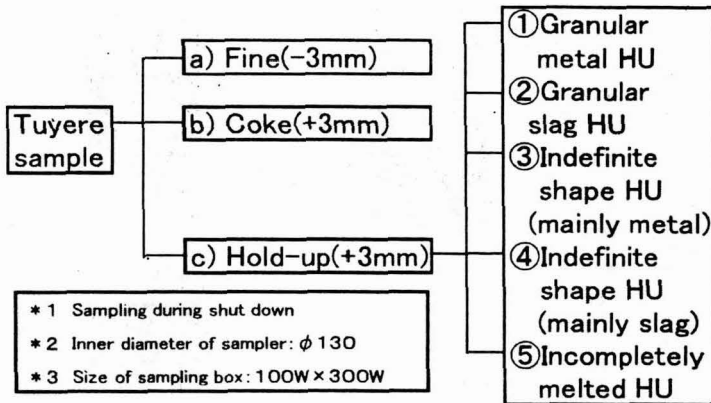 Tuyere
sample
a) Fine(-3mm)
b) Coke(+3mm)
c) Hold-up(+3mm)
①Granular
metal HU
②Granular
slag HU
③Indefinite
shape HU
(mainly metal)
④Indefinite
shape HU
(mainly slag)
⑤Incompletely
melted HU
*1 Sampling during shut down
*2 Inner diameter of sampler: φ130
*3 Size of sampling box: 100W×300W